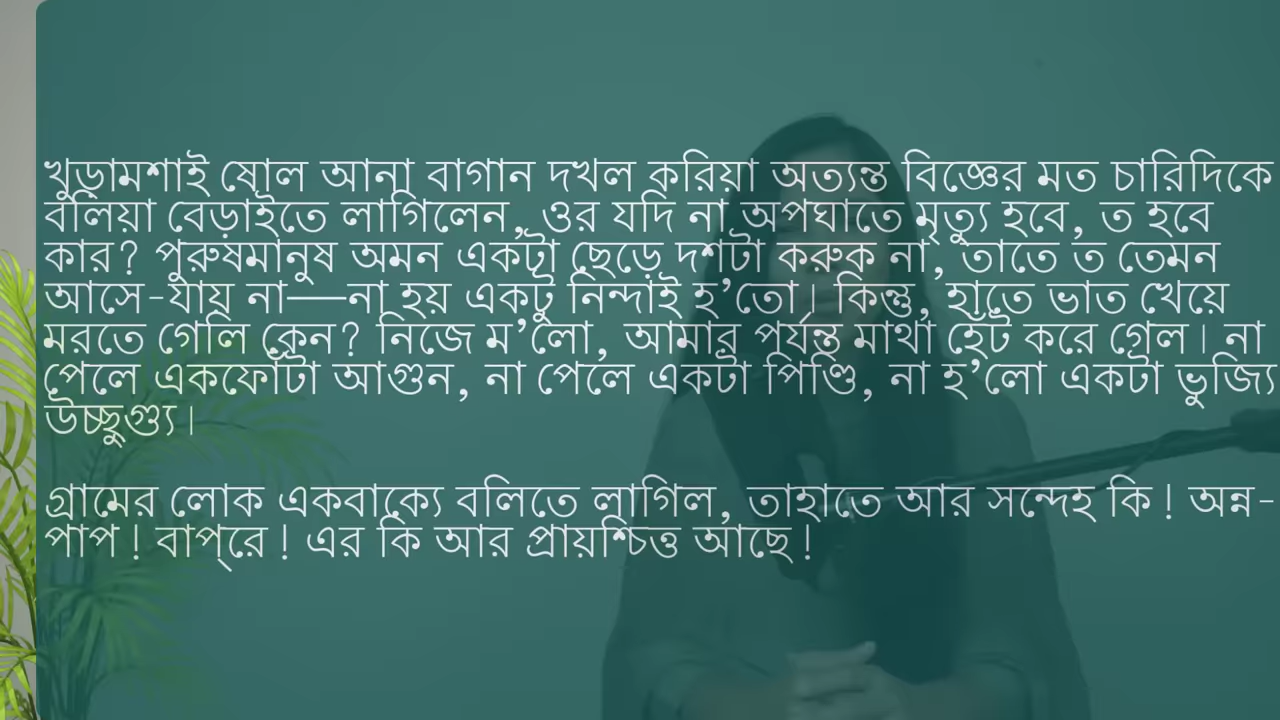 খুড়ামশাই ষোল আনা বাগান দখল করিয়া অত্যন্ত বিজ্ঞের মত চারিদিকে
বলিয়া বেড়াইতে লাগিলেন, ওর যদি না অপঘাতে মৃত্যু হবে, ত হবে
কার? পুরুষমানুষ অমন একটা ছেড়ে দশটা করুক না, তাতে ত তেমন
আসে-যায় না—না হয় একটু নিন্দাই হ’তো। কিন্তু, হাতে ভাত খেয়ে
মরতে গেলি কেন? নিজে ম’লো, আমার পর্যন্ত মাথা হেঁট করে গেল। না
পেলে একফোঁটা আগুন, না পেলে একটা পিণ্ডি, না হ’লো একটা ভুজ্যি
উচ্ছুগ্যু।
গ্রামের লোক একবাক্যে বলিতে লাগিল, তাহাতে আর সন্দেহ কি! অন্ন-
পাপ! বাপ্‌রে! এর কি আর প্রায়শ্চিত্ত আছে!